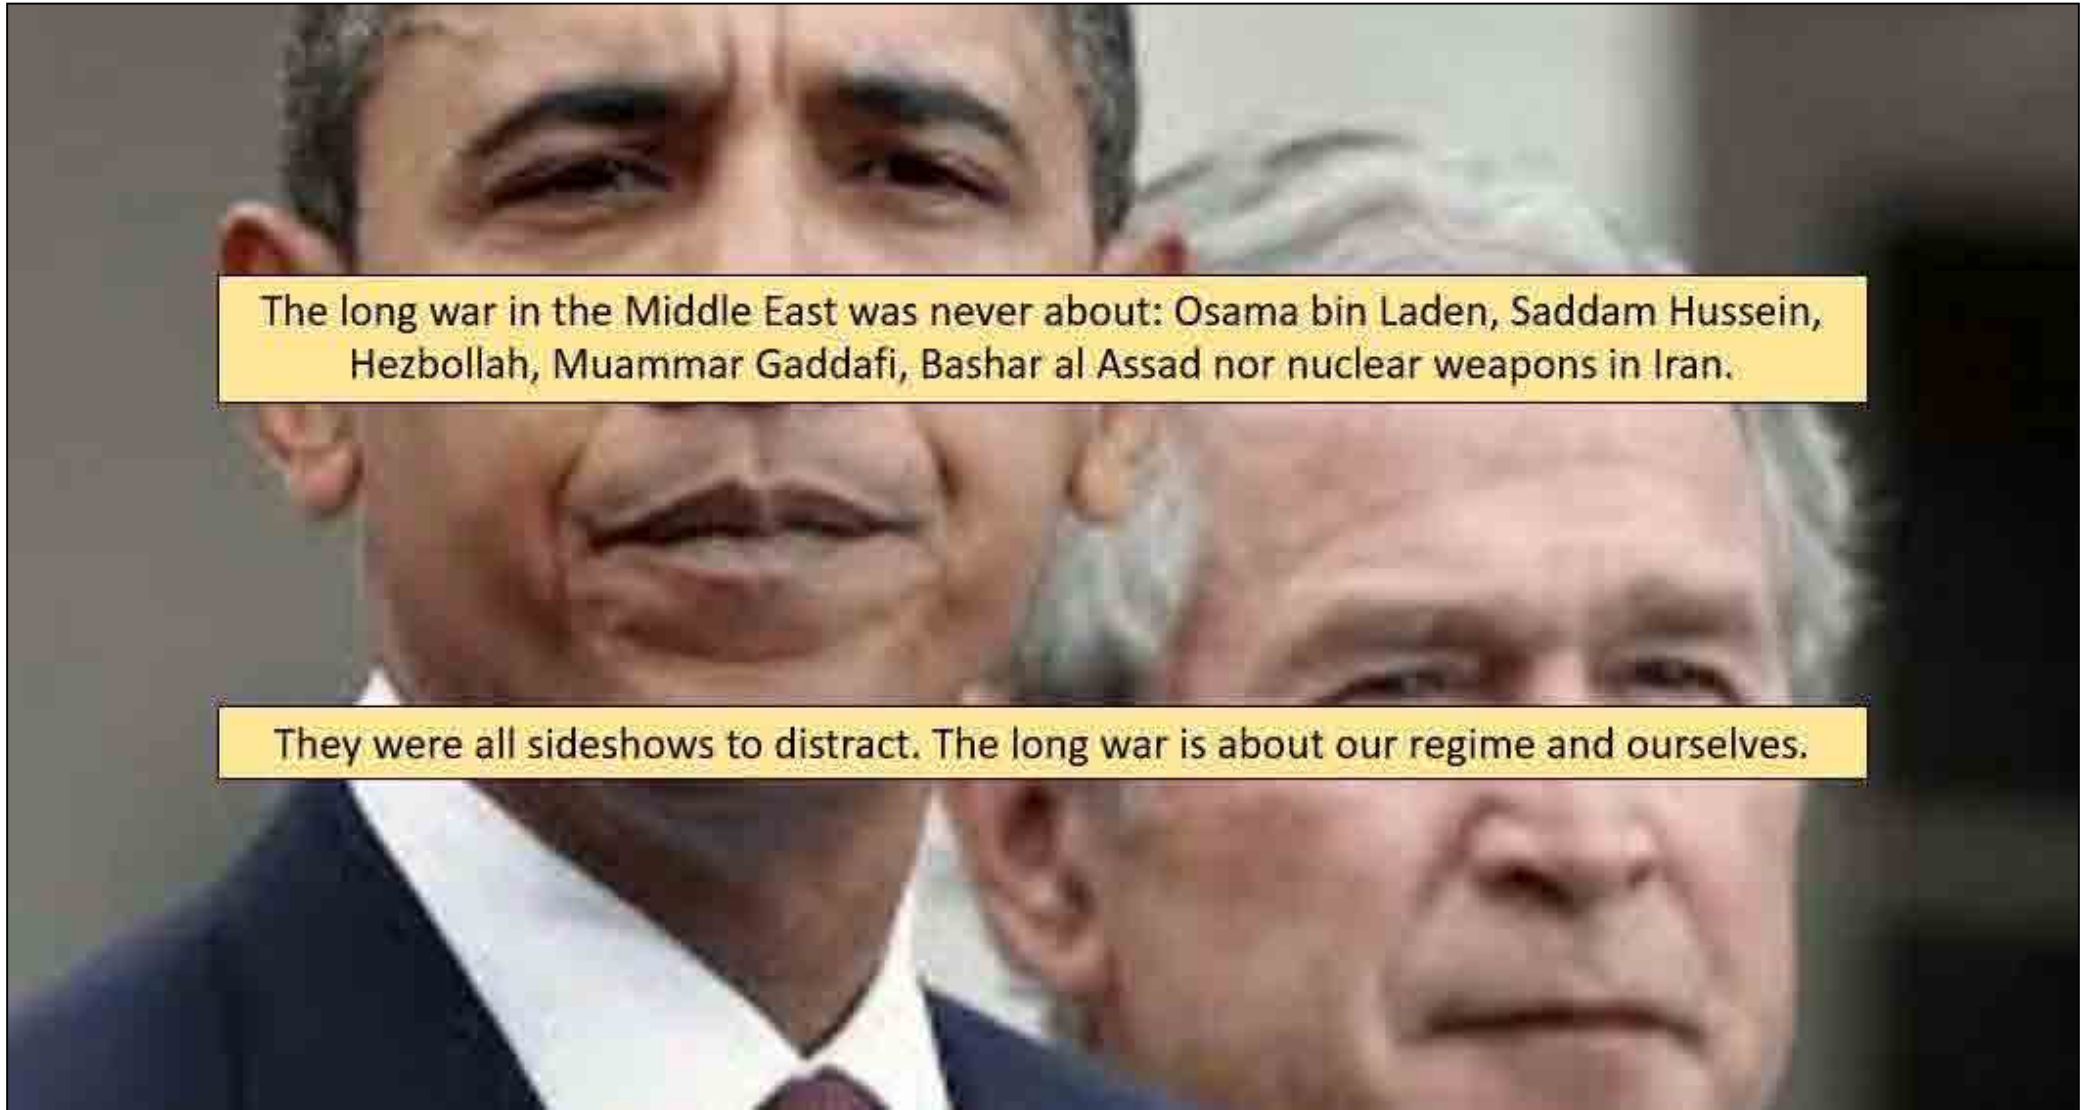 The long war in the Middle East was never about: Osama bin Laden, Saddam Hussein,
Hezbollah, Muammar Gaddafi, Bashar al Assad nor nuclear weapons in Iran.
They were all sideshows to distract. The long war is about our regime and ourselves.